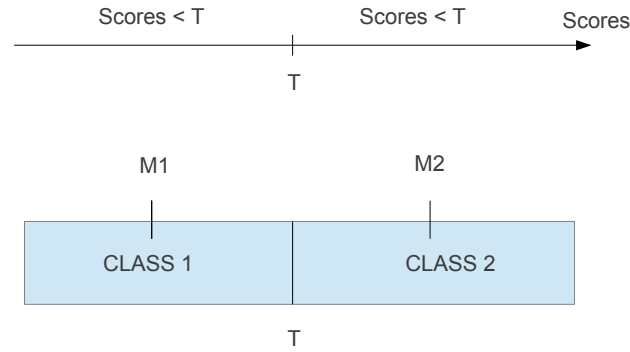 Scores < T Scores < T Scores
T
M1 M2
CLASS 1 CLASS 2
T